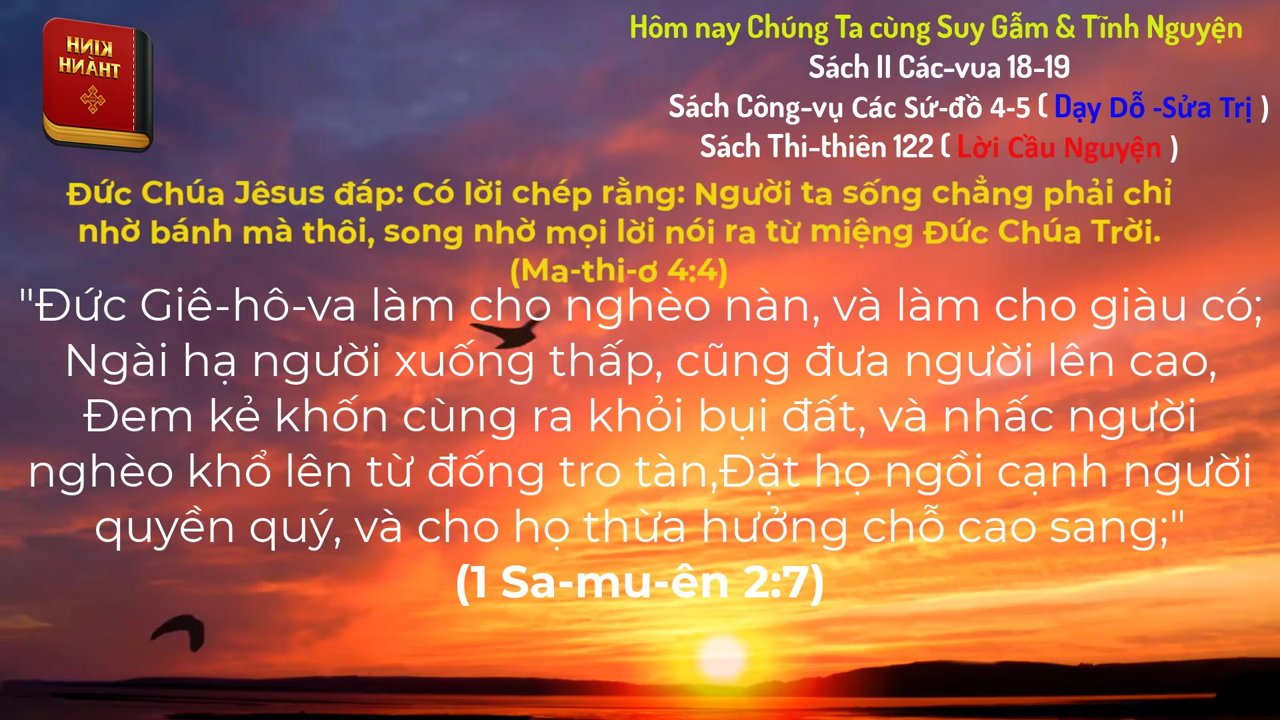 KINH
THÀNH
Hôm nay Chúng Ta cùng Suy Gẫm & Tĩnh Nguyện
Sách II Các-vua 18-19
Sách Công-vụ Các Sứ-đồ 4-5 ( Dạy Dỗ -Sửa Trị )
Sách Thi-thiên 122 ( Lời Cầu Nguyện )
Đức Chúa Jêsus đáp: Có lời chép rằng: Người ta sống chẳng phải chỉ
nhờ bánh mà thôi, song nhờ mọi lời nói ra từ miệng Đức Chúa Trời.
(Ma-thi-ơ 4:4)
"Đức Giê-hô-va làm cho nghèo nàn, và làm cho giàu có;
Ngài hạ người xuống thấp, cũng đưa người lên cao,
Đem kẻ khốn cùng ra khỏi bụi đất, và nhấc người
nghèo khổ lên từ đống tro tàn,Đặt họ ngồi cạnh người
quyền quý, và cho họ thừa hưởng chỗ cao sang;"
(1 Sa-mu-ên 2:7)